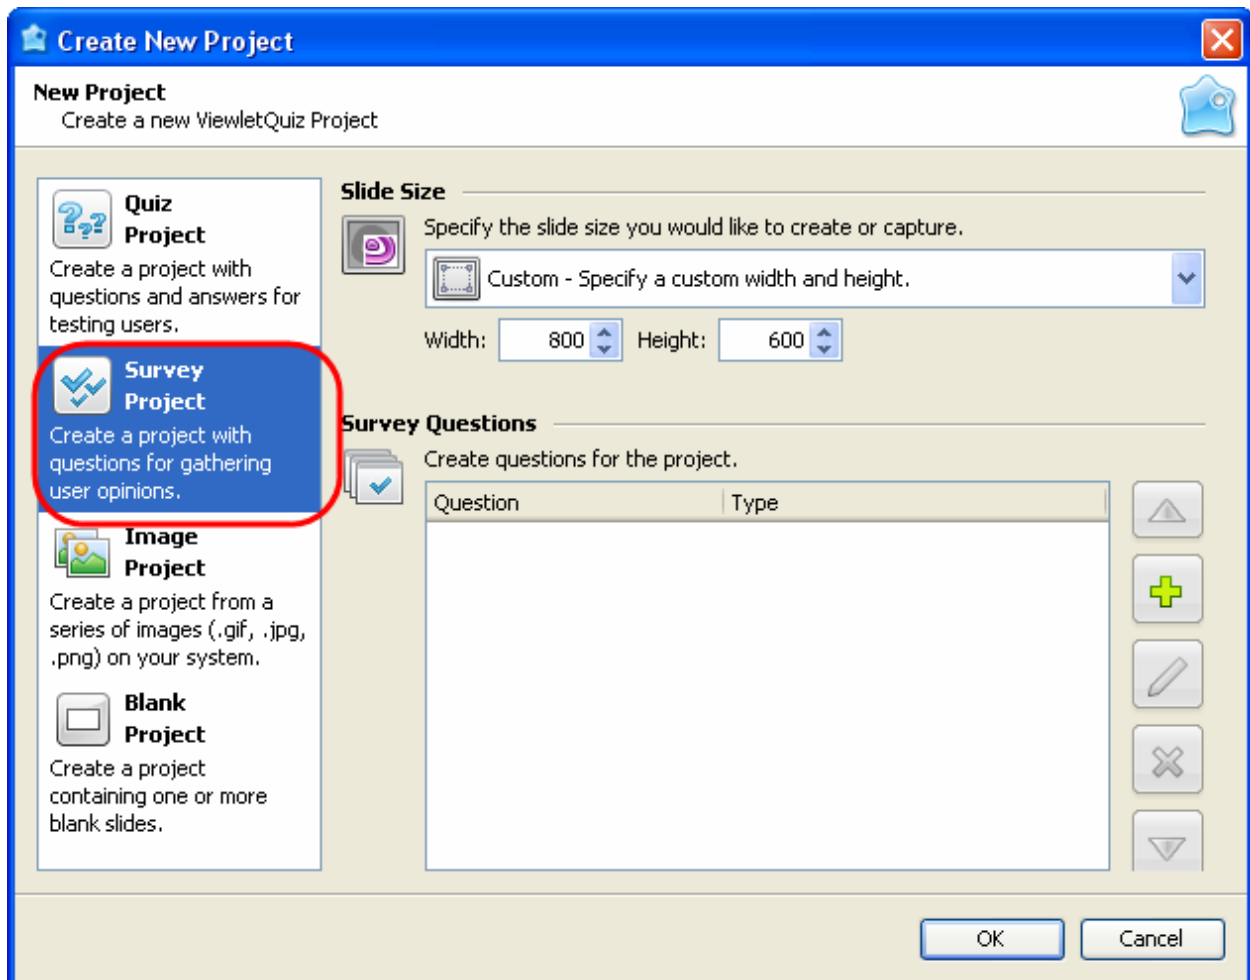 Create New Project
New Project
Create a new ViewletQuiz Project
Quiz
Project
Create a project with
questions and answers for
testing users.
Survey
Project
Create a project with
questions for gathering
user opinions.
Image
Project
Create a project from a
series of images (.gif, .jpg,
.png) on your system.
Blank
Project
Create a project
containing one or more
blank slides.
Slide Size
Specify the slide size you would like to create or capture.
Custom - Specify a custom width and height.
Width: 800 Height: 600
Survey Questions
Create questions for the project.
Question Type
OK Cancel